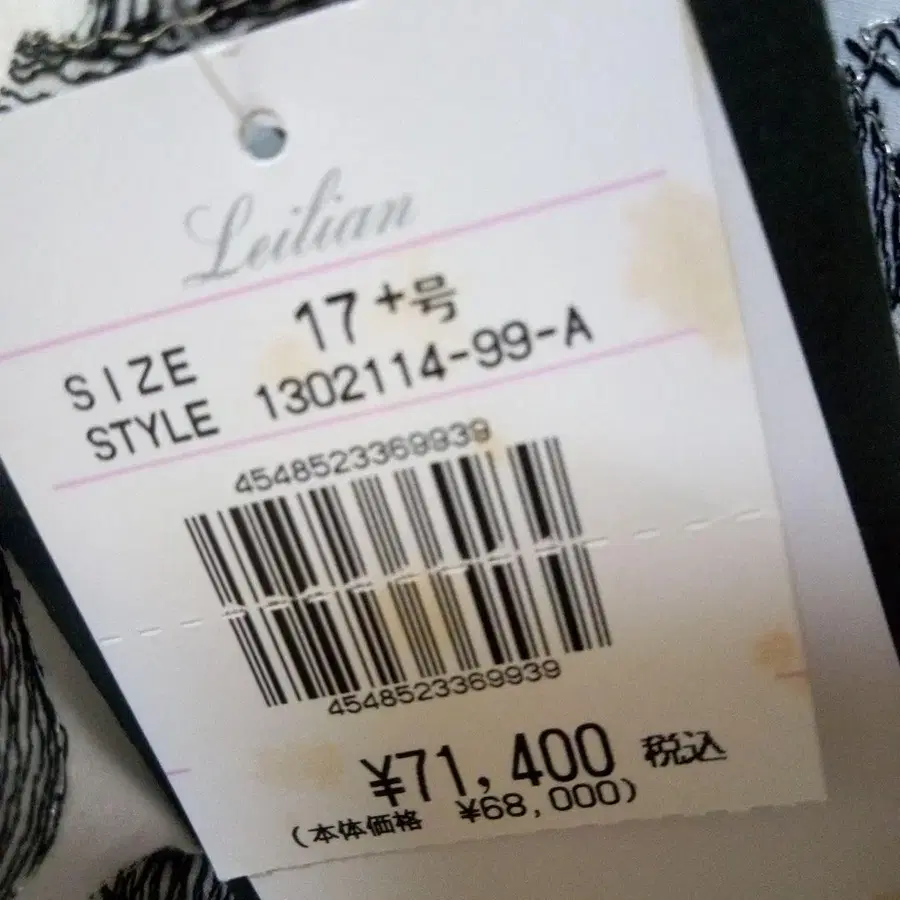 Leilian
SIZE 17+号
STYLE 1302114-99-A
4548523369939
4548523369939
¥71,400 税込
(本体価格 ¥68,000)